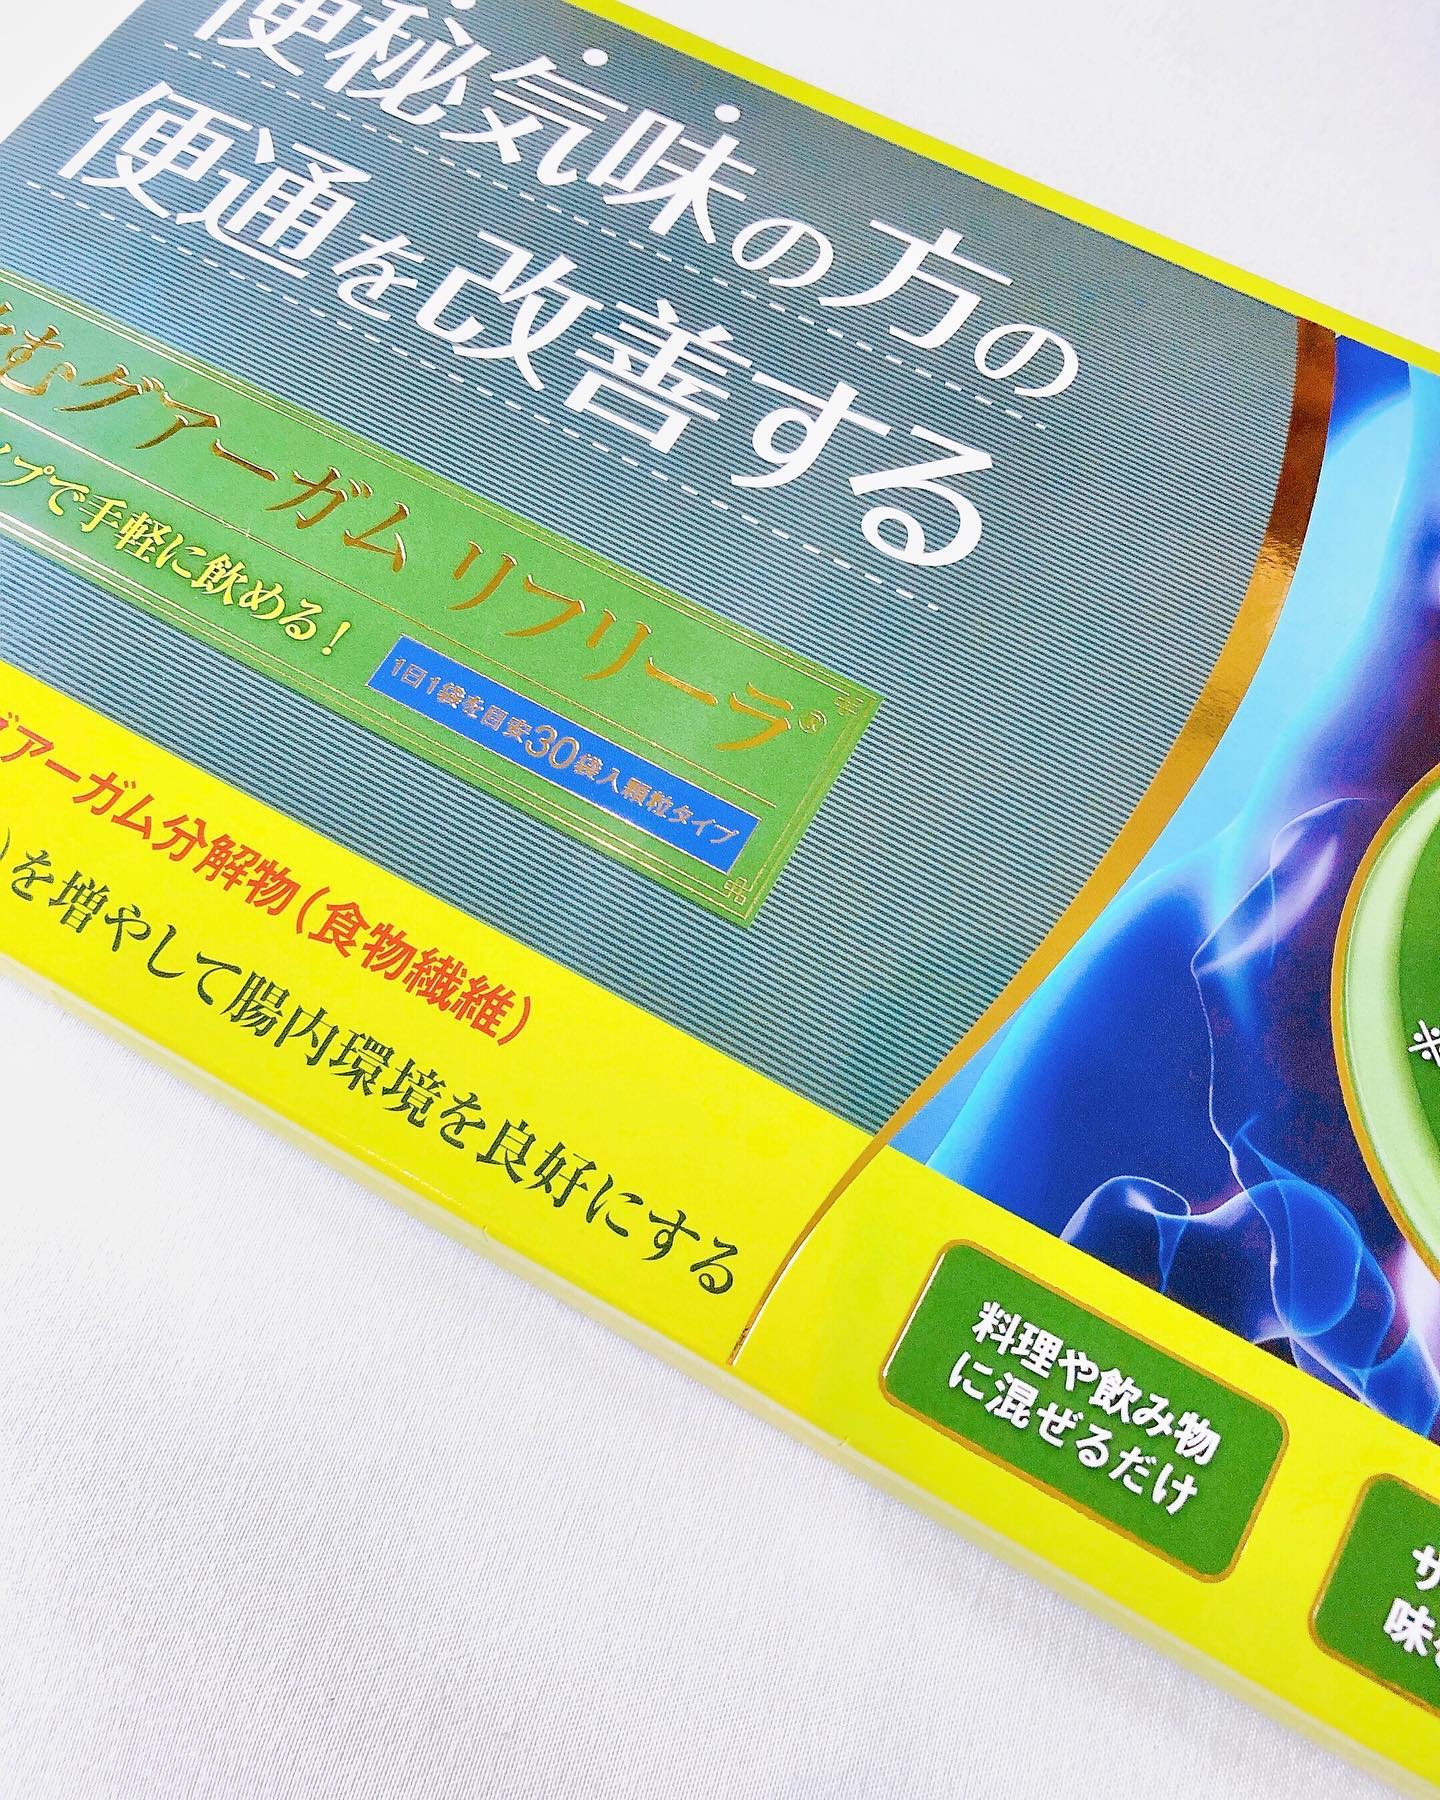 便秘気味の方の
便通を改善する
むグアーガム リフリーラ®
プで手軽に飲める!
1日1袋を目安30袋入顆粒タイプ
グアーガム分解物(食物繊維)
)を増やして腸内環境を良好にする
料理や飲み物
に混ぜるだけ
※
サ
味